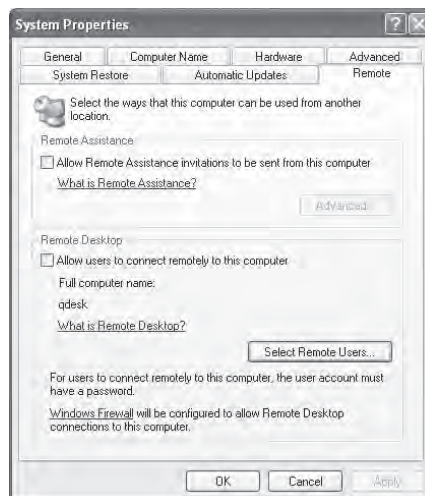 System Properties
General Computer Name Hardware Advanced
System Restore Automatic Updates Remote
Select the ways that this computer can be used from another
location.
Remote Assistance
Allow Remote Assistance invitations to be sent from this computer
What is Remote Assistance?
Advanced...
Remote Desktop
Allow users to connect remotely to this computer
Full computer name:
qdesk
What is Remote Desktop?
Select Remote Users...
For users to connect remotely to this computer, the user account must
have a password.
Windows Firewall will be configured to allow Remote Desktop
connections to this computer.
OK Cancel Apply